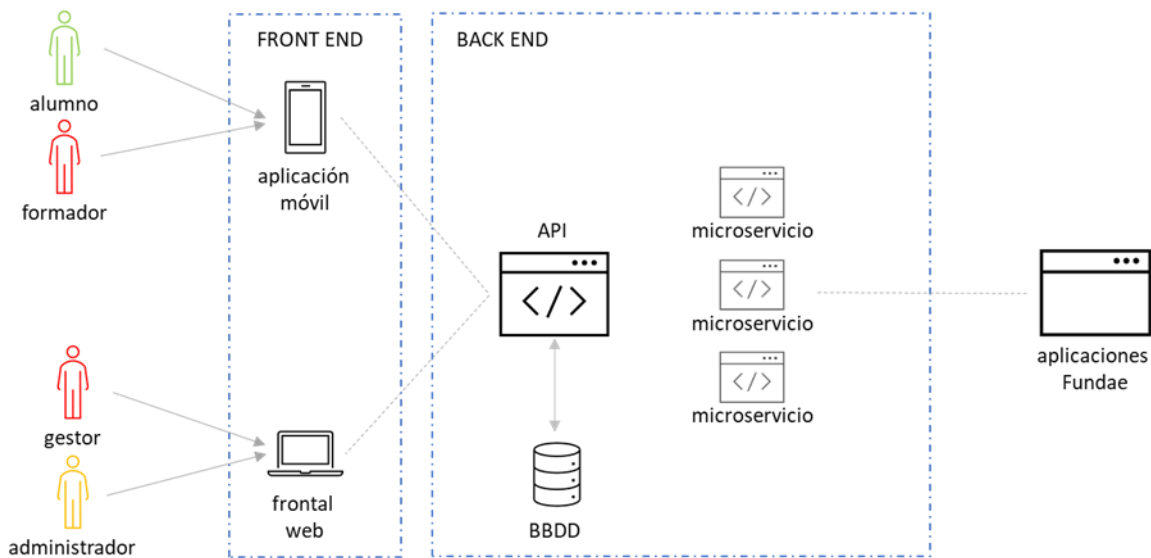 alumno
formador
gestor
administrador
FRONT END
aplicación
móvil
frontal
web
BACK END
API
</>
BBDD
</>
microservicio
</>
microservicio
</>
microservicio
aplicaciones
Fundae